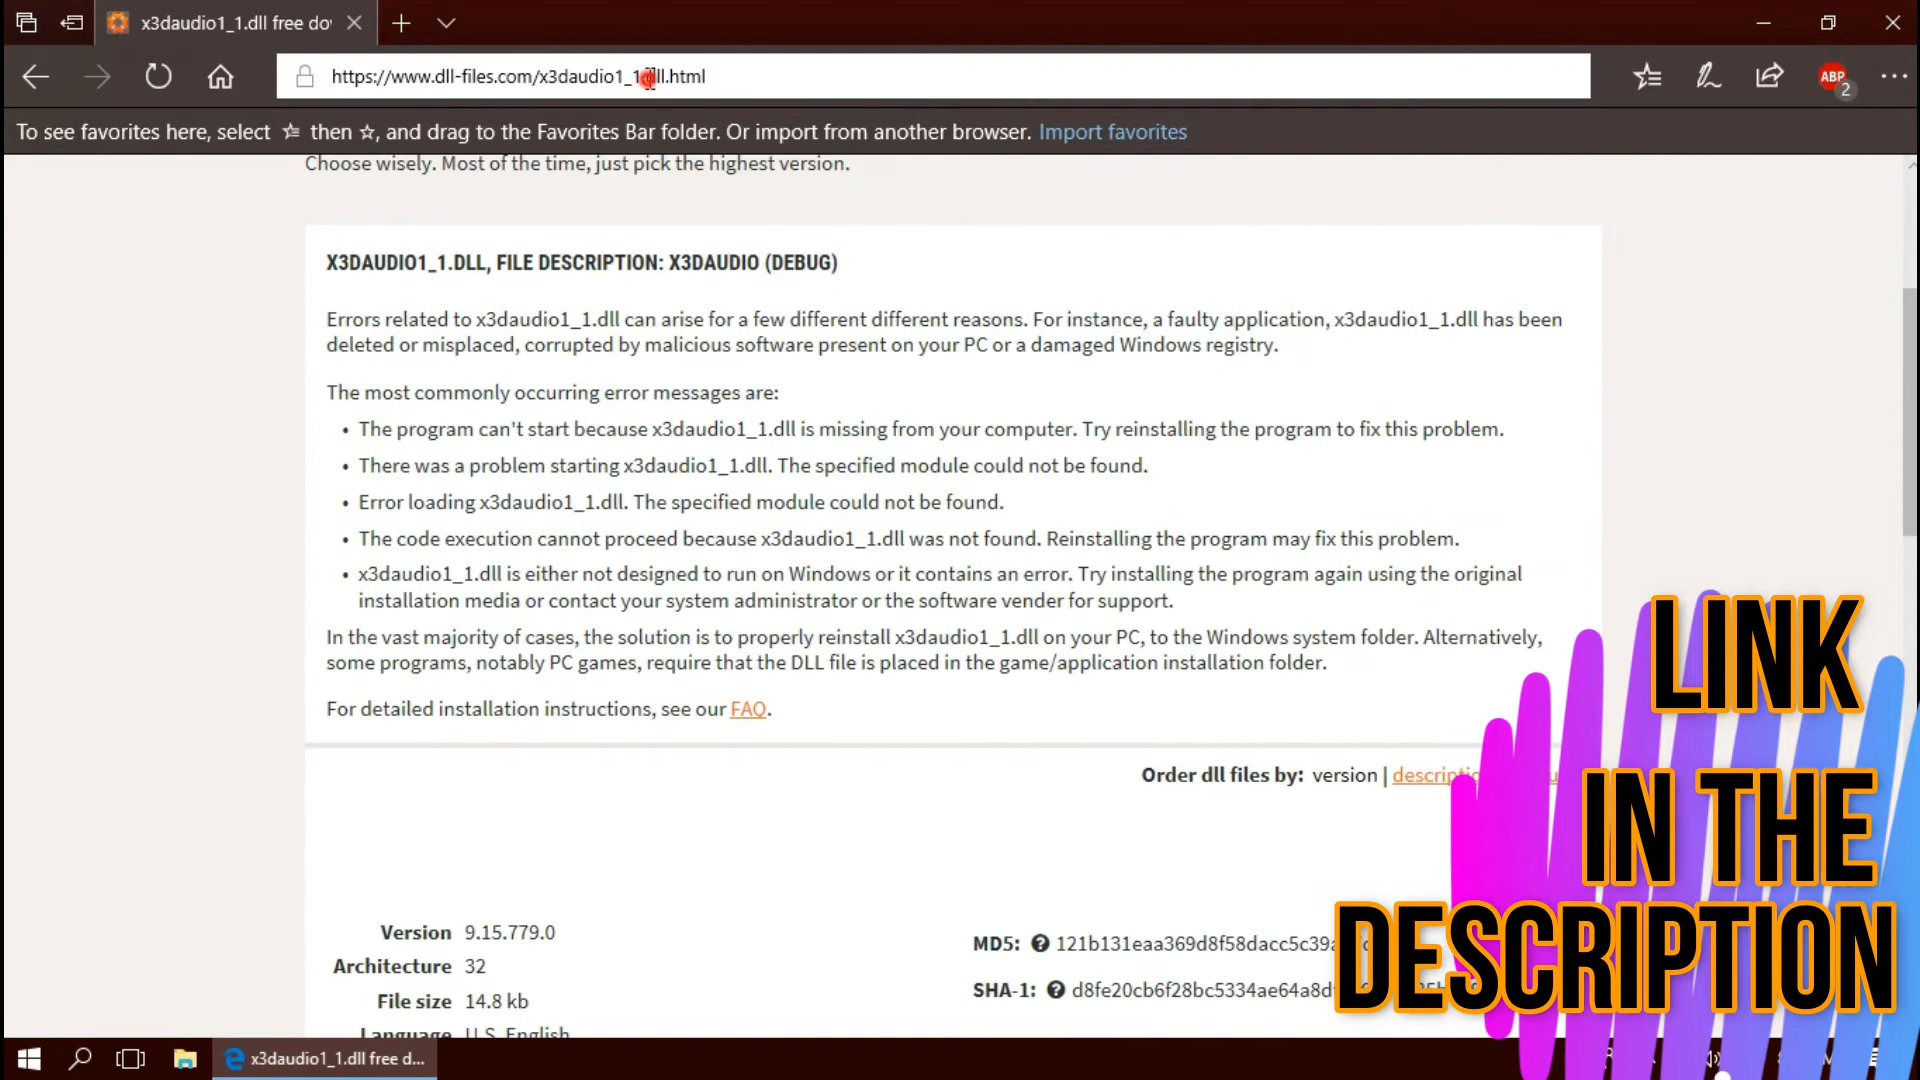 x3daudio1_1.dll free do
https://www.dll-files.com/x3daudio1_1.dll.html
ABP
2
To see favorites here, select then , and drag to the Favorites Bar folder. Or import from another browser. Import favorites
Choose wisely. Most of the time, just pick the highest version.
X3DAUDIO1_1.DLL, FILE DESCRIPTION: X3DAUDIO (DEBUG)
Errors related to x3daudio1_1.dll can arise for a few different different reasons. For instance, a faulty application, x3daudio1_1.dll has been
deleted or misplaced, corrupted by malicious software present on your PC or a damaged Windows registry.
The most commonly occurring error messages are:
• The program can't start because x3daudio1_1.dll is missing from your computer. Try reinstalling the program to fix this problem.
• There was a problem starting x3daudio1_1.dll. The specified module could not be found.
• Error loading x3daudio1_1.dll. The specified module could not be found.
• The code execution cannot proceed because x3daudio1_1.dll was not found. Reinstalling the program may fix this problem.
• x3daudio1_1.dll is either not designed to run on Windows or it contains an error. Try installing the program again using the original
installation media or contact your system administrator or the software vender for support.
In the vast majority of cases, the solution is to properly reinstall x3daudio1_1.dll on your PC, to the Windows system folder. Alternatively,
some programs, notably PC games, require that the DLL file is placed in the game/application installation folder.
For detailed installation instructions, see our FAQ.
Order dll files by: version |
Version 9.15.779.0
Architecture 32
File size 14.8 kb
Language U.S. English
MD5: 121b131eaa369d8f58dacc5c39a
SHA-1: d8fe20cb6f28bc5334ae64a8d
LINK
IN THE
DESCRIPTION
x3daudio1_1.dll free d...